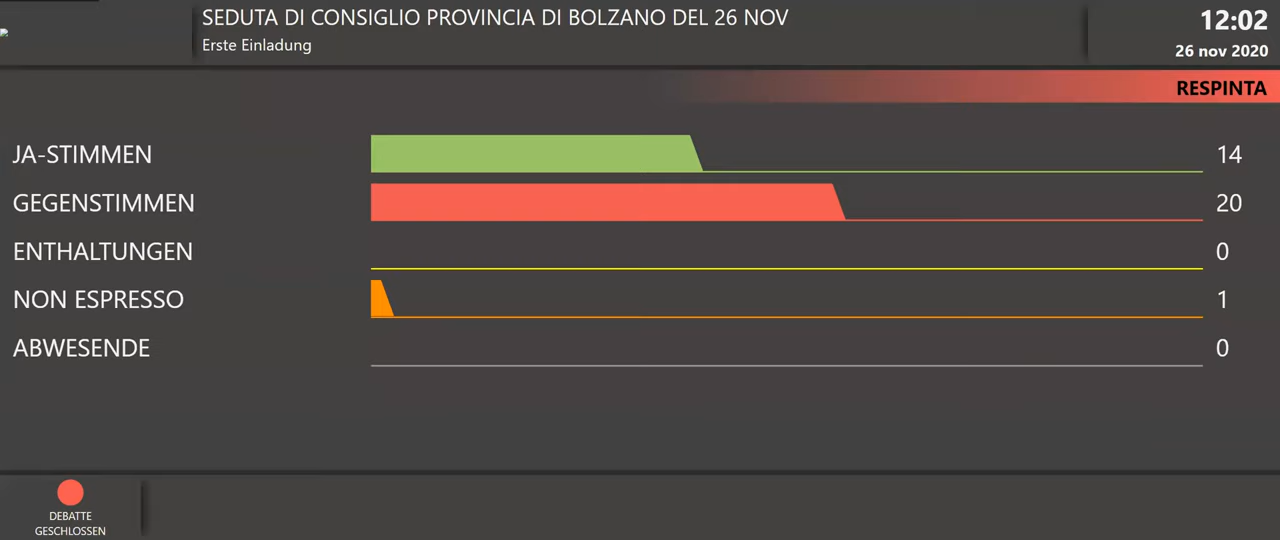 SEDUTA DI CONSIGLIO PROVINCIA DI BOLZANO DEL 26 NOV
Erste Einladung
12:02
26 nov 2020
RESPINTA
JA-STIMMEN 14
GEGENSTIMMEN 20
ENTHALTUNGEN 0
NON ESPRESSO 1
ABWESENDE 0
DEBATTE
GESCHLOSSEN